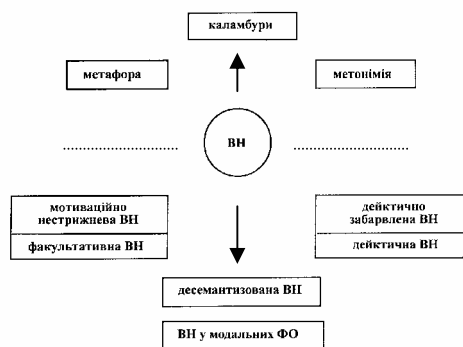 каламбури
метафора
метонімія
ВН
мотиваційно
нестрижнева ВН
факультативна ВН
дейктично
забарвлена ВН
дейктична ВН
десемантизована ВН
ВН у модальних ФО